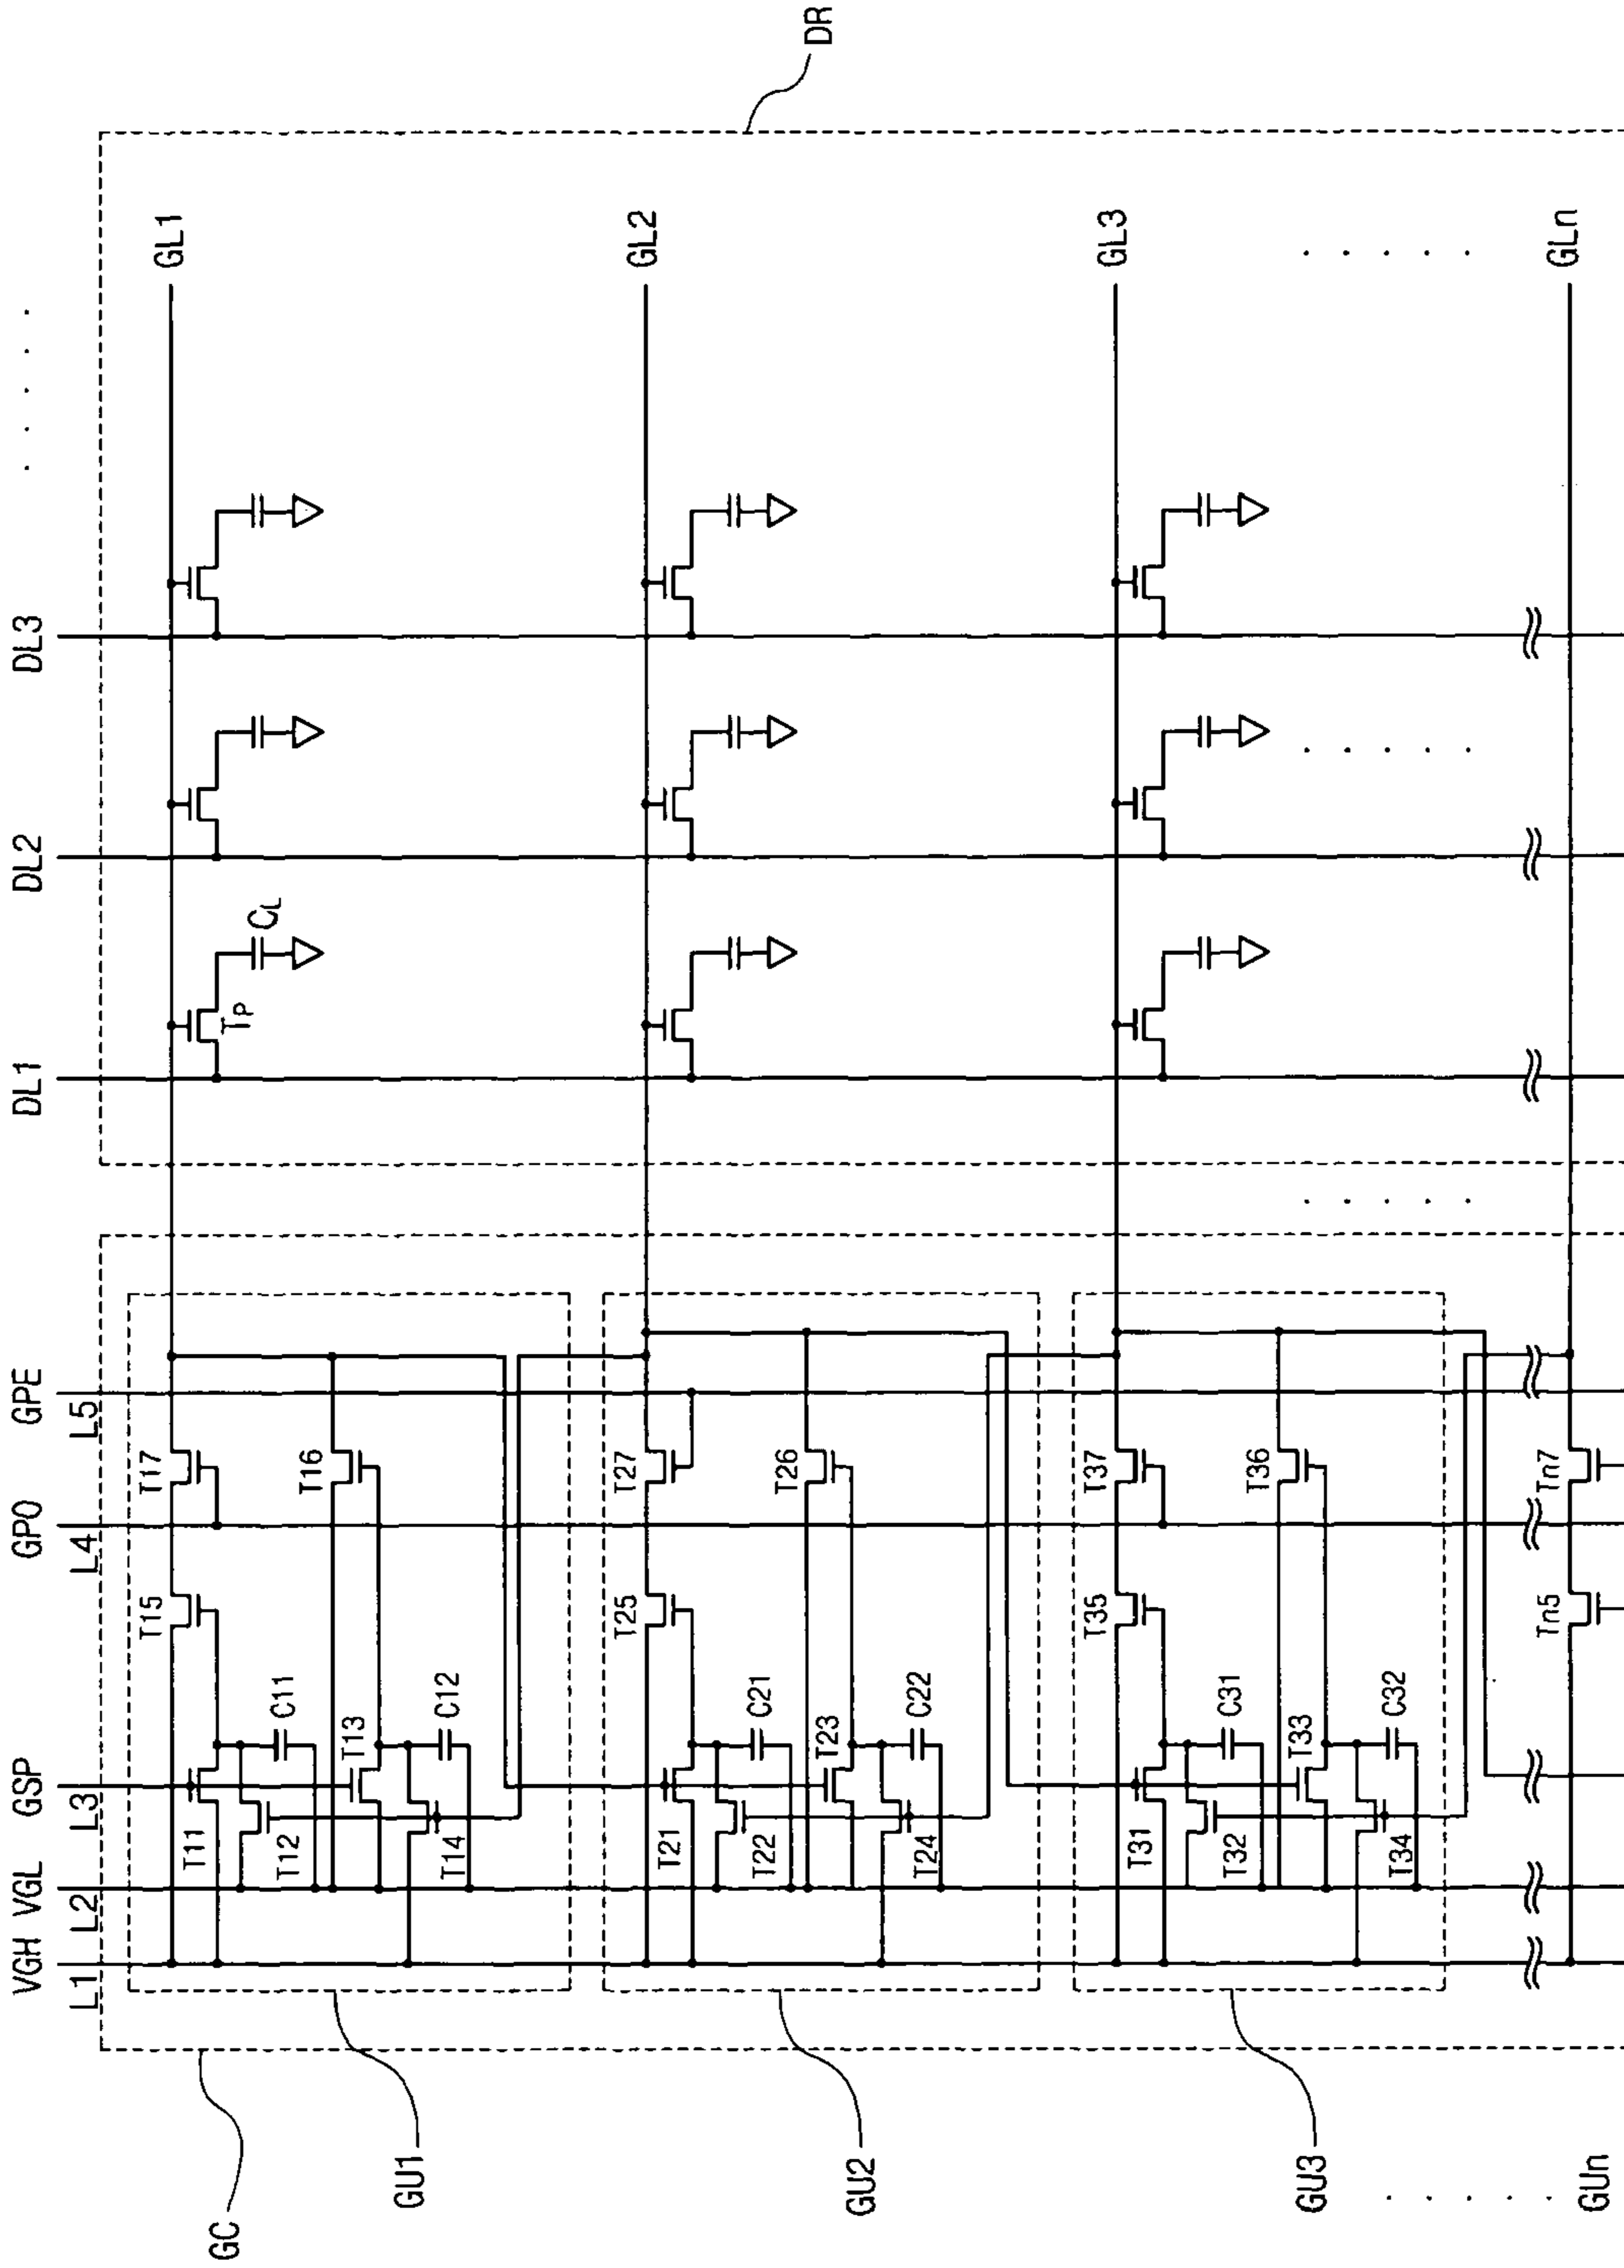 VGH VGL GSP GPO GPE DL1 DL2 DL3
L1 L2 L3 L4 L5
GC
DR
GU1
T11 T15 T17 GL1
T12 C11 TP CL
T13 T16
T14 C12
GU2
T21 T25 T27 GL2
T22 C21
T23 T26
T24 C22
GU3
T31 T35 T37 GL3
T32 C31
T33 T36
T34 C32
GUn
Tn5 Tn7 GLn